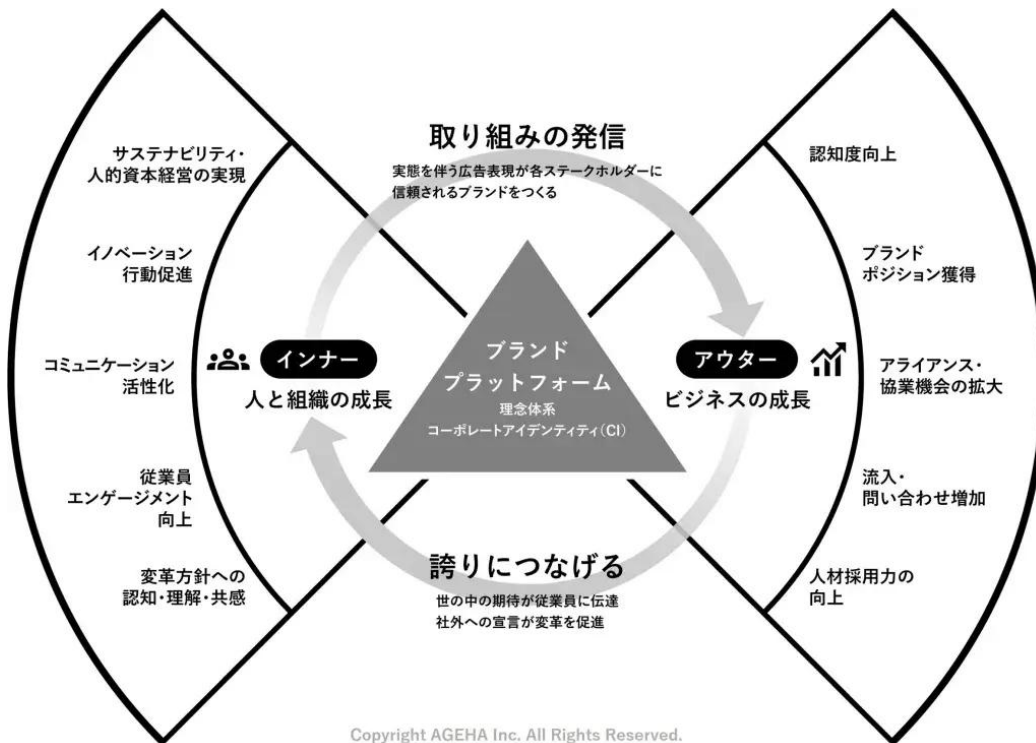 取り組みの発信
実態を伴う広告表現が各ステークホルダーに
信頼されるブランドをつくる
サステナビリティ・
人的資本経営の実現
イノベーション
行動促進
コミュニケーション
活性化
従業員
エンゲージメント
向上
変革方針への
認知・理解・共感
インナー
人と組織の成長
ブランド
プラットフォーム
理念体系
コーポレートアイデンティティ(CI)
アウター
ビジネスの成長
認知度向上
ブランド
ポジション獲得
アライアンス・
協業機会の拡大
流入・
問い合わせ増加
人材採用力の
向上
誇りにつなげる
世の中の期待が従業員に伝達
社外への宣言が変革を促進
Copyright AGEHA Inc. All Rights Reserved.